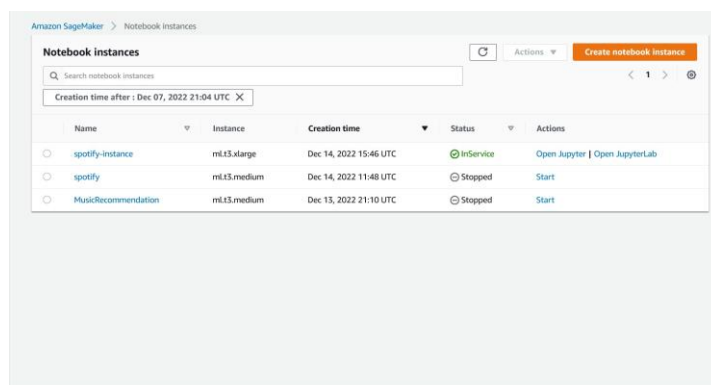 Amazon SageMaker > Notebook instances
Notebook instances
Actions
Create notebook instance
Search notebook instances
1
Creation time after : Dec 07, 2022 21:04 UTC X
Name Instance Creation time Status Actions
spotify-instance ml.t3.xlarge Dec 14, 2022 15:46 UTC InService Open Jupyter | Open JupyterLab
spotify ml.t3.medium Dec 14, 2022 11:48 UTC Stopped Start
MusicRecommendation ml.t3.medium Dec 13, 2022 21:10 UTC Stopped Start